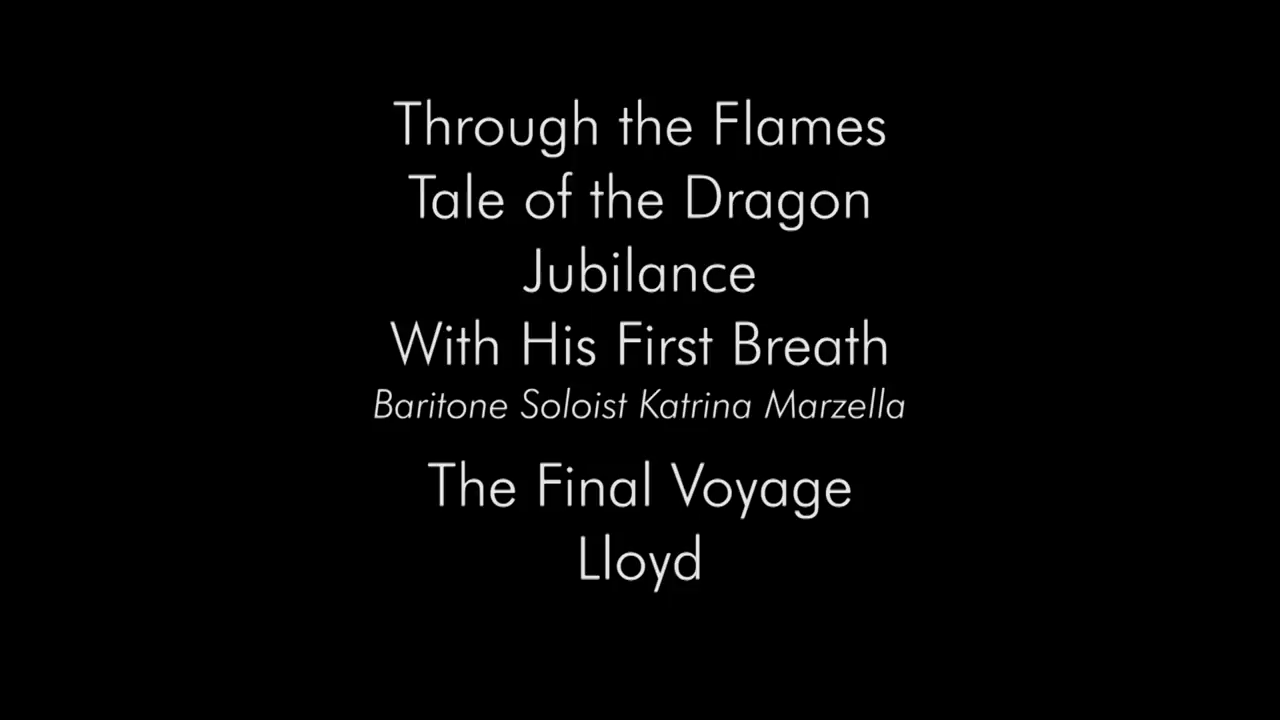 Through the Flames
Tale of the Dragon
Jubilance
With His First Breath
Baritone Soloist Katrina Marzella
The Final Voyage
Lloyd